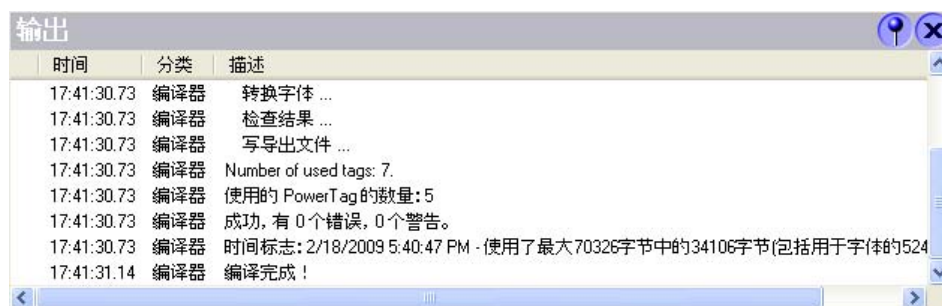 输出
时间 分类 描述
17:41:30.73 编译器 转换字体 ...
17:41:30.73 编译器 检查结果 ...
17:41:30.73 编译器 写导出文件 ...
17:41:30.73 编译器 Number of used tags: 7.
17:41:30.73 编译器 使用的 PowerTag的数量: 5
17:41:30.73 编译器 成功, 有 0个错误, 0个警告。
17:41:30.73 编译器 时间标志: 2/18/2009 5:40:47 PM - 使用了最大70326字节中的34106字节(包括用于字体的524
17:41:31.14 编译器 编译完成！